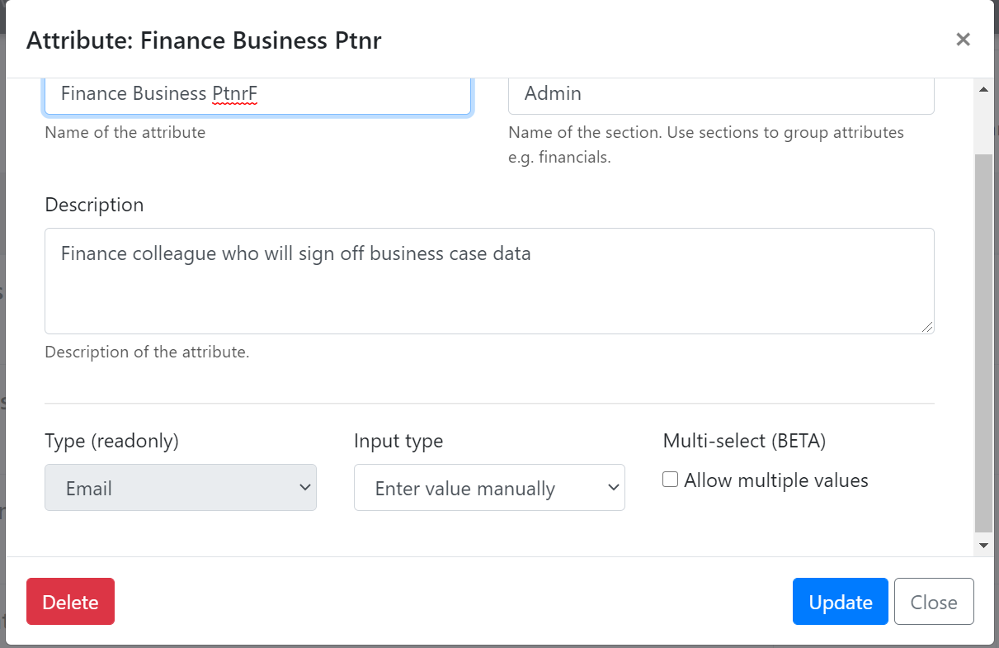 Attribute: Finance Business Ptnr
×
Finance Business PtnrF
Admin
Name of the attribute
Name of the section. Use sections to group attributes
e.g. financials.
Description
Finance colleague who will sign off business case data
Description of the attribute.
Type (readonly)
Input type
Multi-select (BETA)
Email
Enter value manually
Allow multiple values
Delete
Update
Close